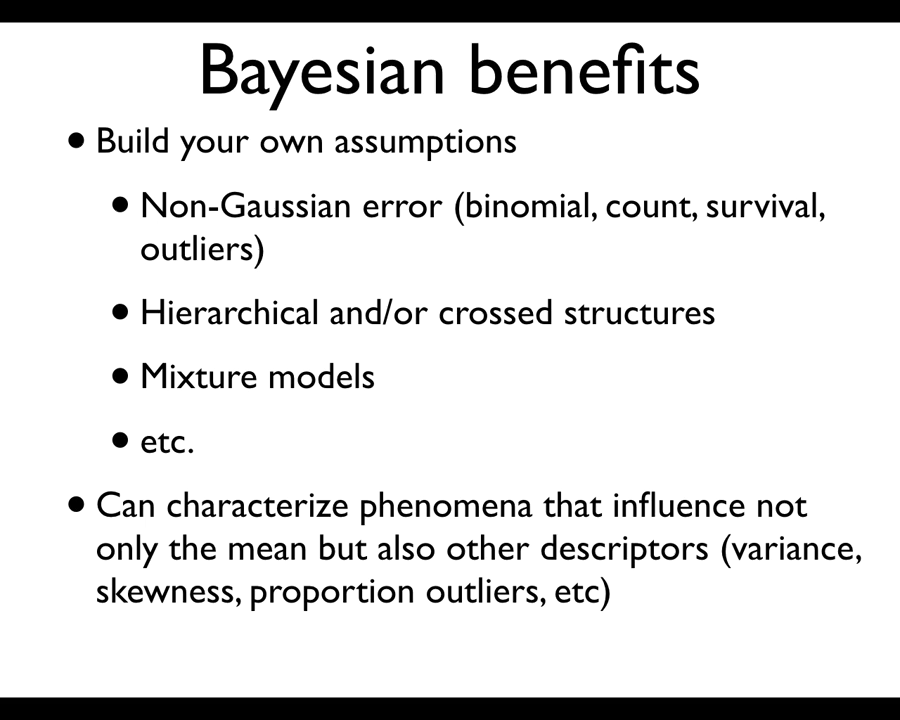 Bayesian benefits
• Build your own assumptions
• Non-Gaussian error (binomial, count, survival,
outliers)
• Hierarchical and/or crossed structures
• Mixture models
• etc.
• Can characterize phenomena that influence not
only the mean but also other descriptors (variance,
skewness, proportion outliers, etc)